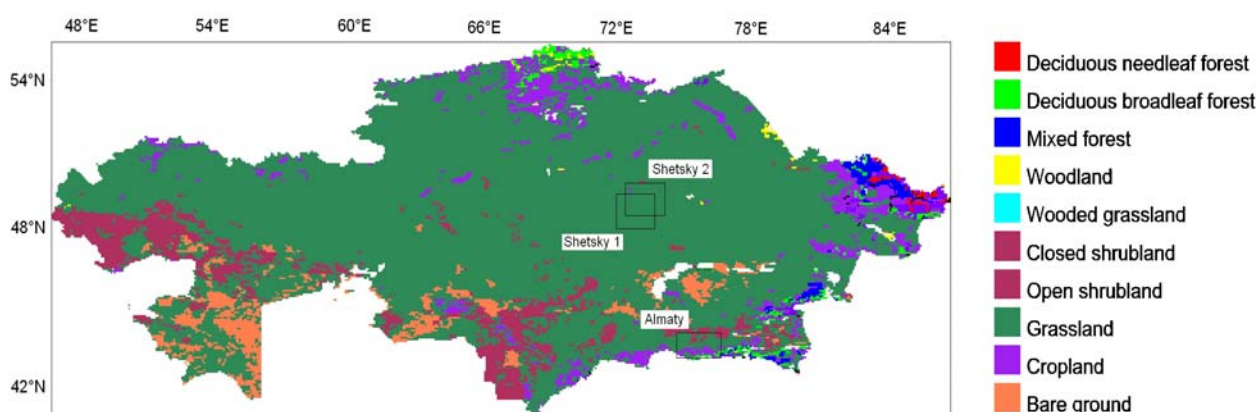 48°E 54°E 60°E 66°E 72°E 78°E 84°E
54°N
48°N
42°N
Shetsky 2
Shetsky 1
Almaty
Deciduous needleaf forest
Deciduous broadleaf forest
Mixed forest
Woodland
Wooded grassland
Closed shrubland
Open shrubland
Grassland
Cropland
Bare ground